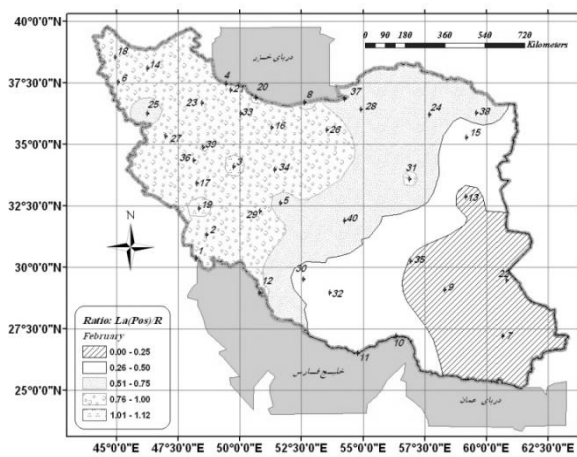 40°0'0"N
37°30'0"N
35°0'0"N
32°30'0"N
30°0'0"N
27°30'0"N
25°0'0"N
دریای خزر
0 90 180 360 540 720
Kilometers
18 14 6 4 21 20 8 37
25 23 33 28 24 38
27 39 16 26 15
36 3 34 31
17 19 29 5 13
2 40
1 35
12 30 9 22
32
7
11 10
N
Ratio: La(Pos)/R
February
0.00 - 0.25
0.26 - 0.50
0.51 - 0.75
0.76 - 1.00
1.01 - 1.12
خلیج فارس
دریای عمان
45°0'0"E 47°30'0"E 50°0'0"E 52°30'0"E 55°0'0"E 57°30'0"E 60°0'0"E